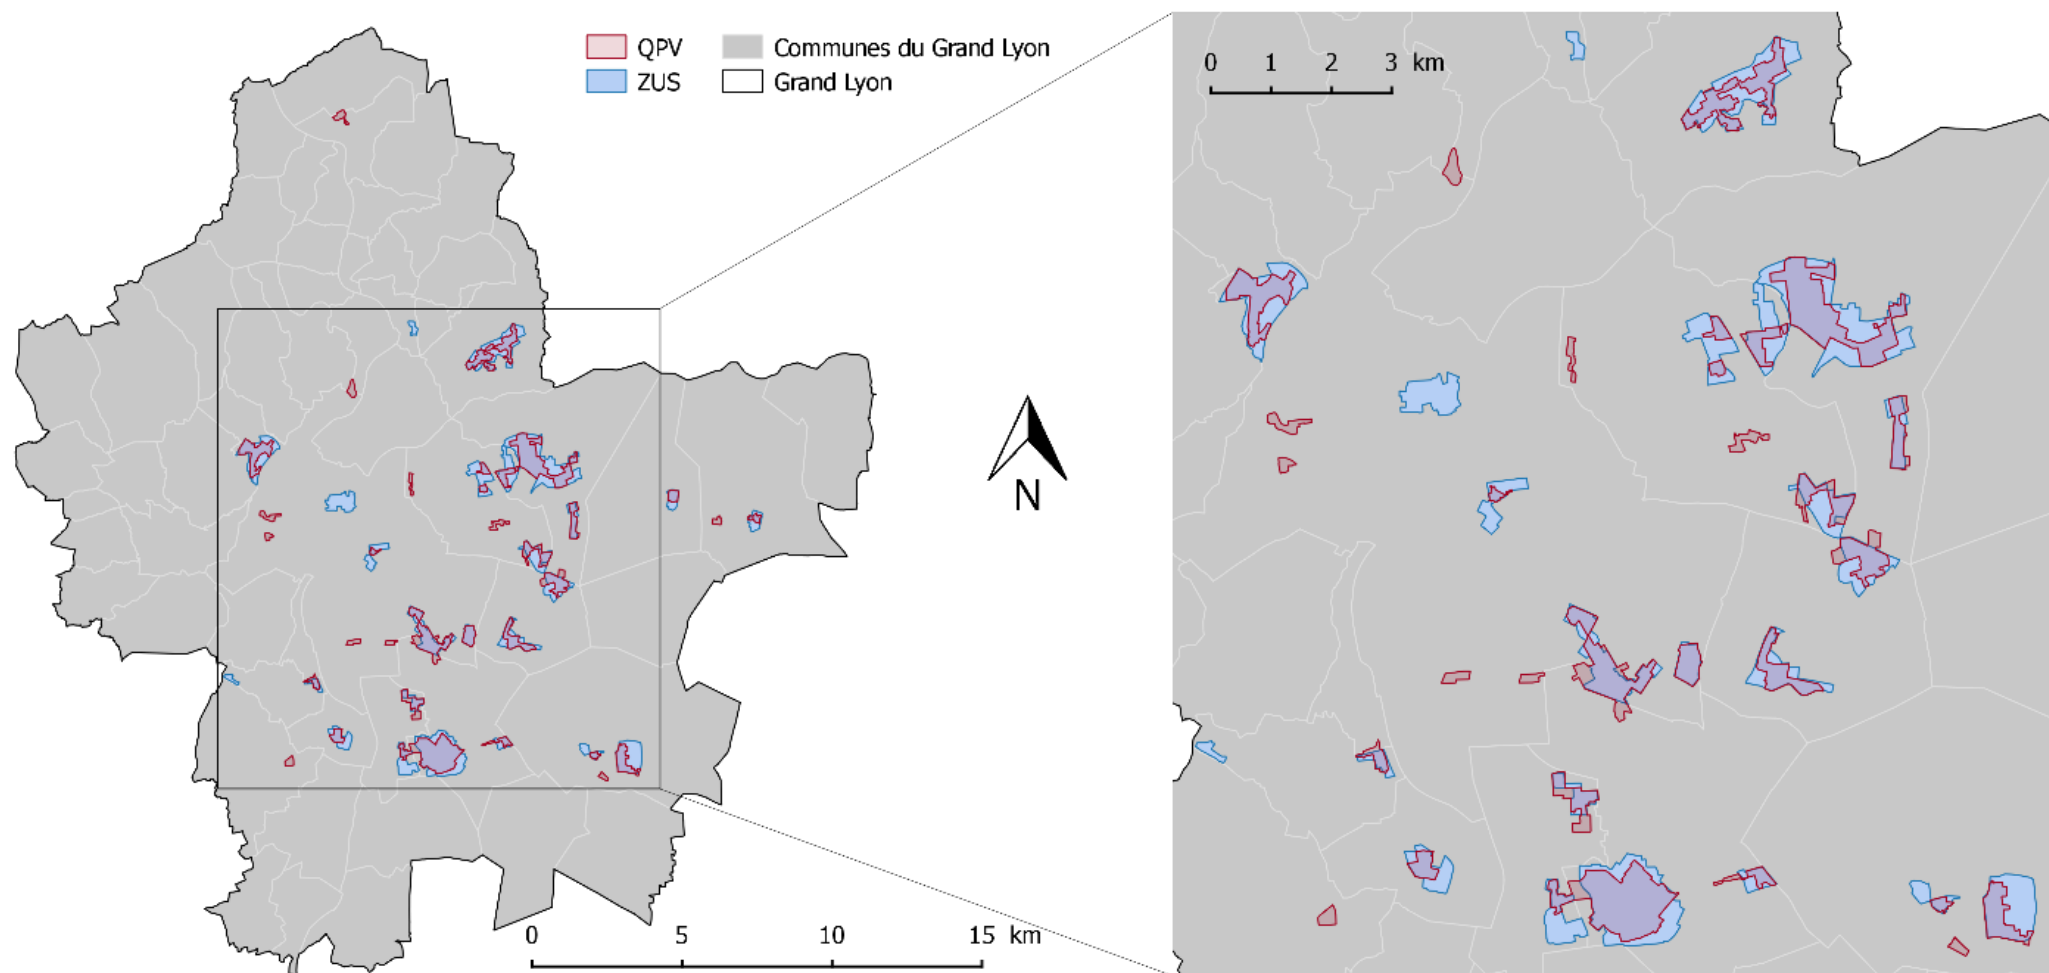 QPV
Communes du Grand Lyon
ZUS
Grand Lyon
0 1 2 3 km
N
0 5 10 15 km